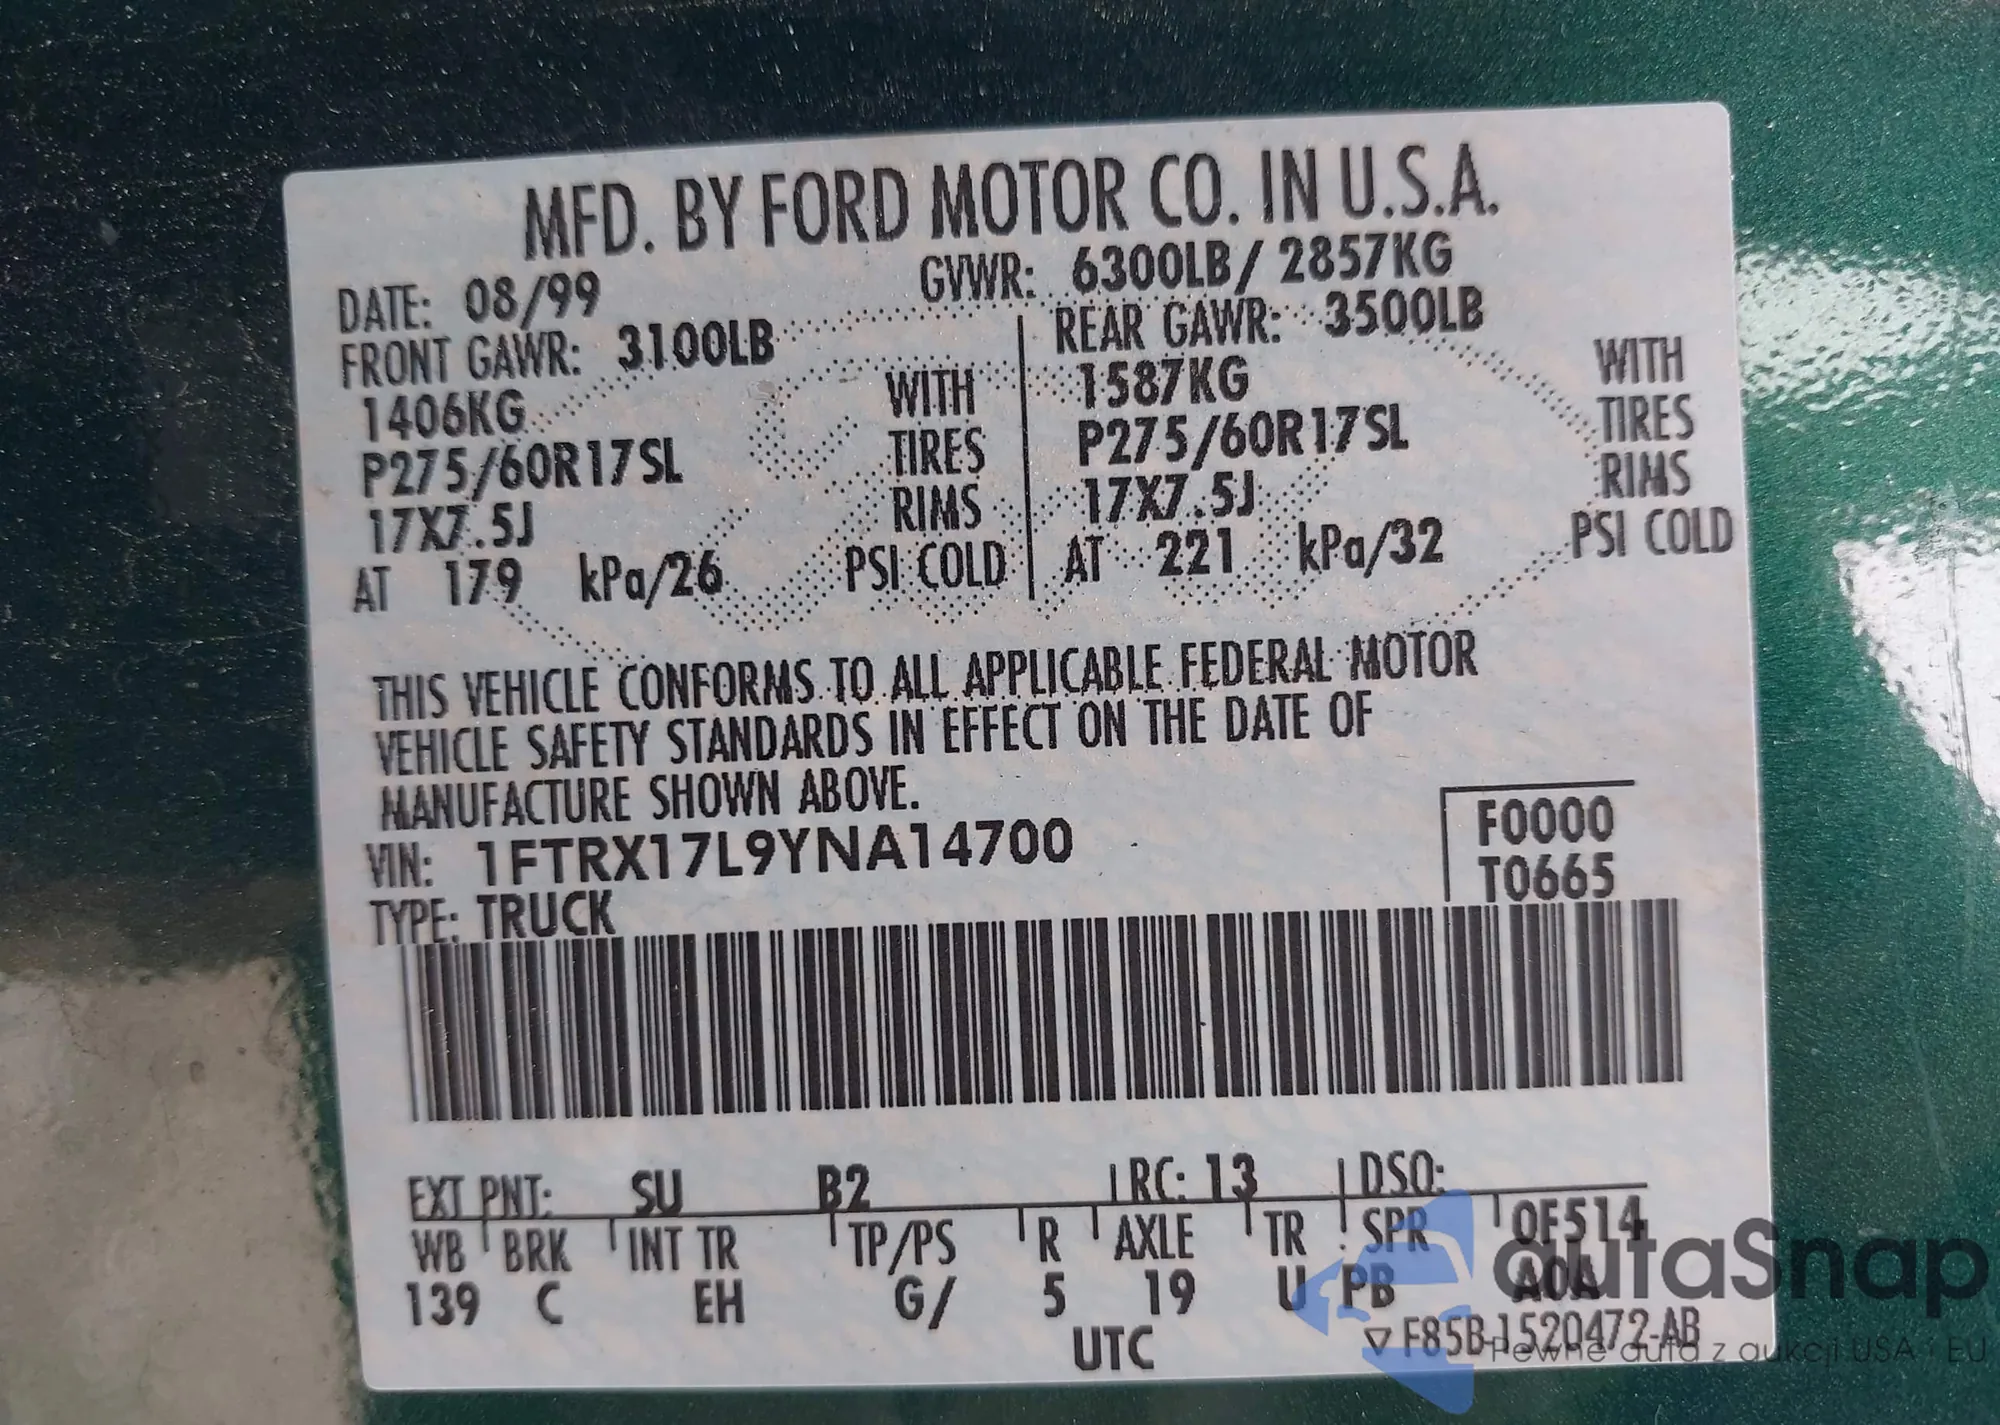 MFD. BY FORD MOTOR CO. IN U.S.A.
DATE: 08/99 GVWR: 6300LB/ 2857KG
FRONT GAWR: 3100LB REAR GAWR: 3500LB
1406KG WITH 1587KG WITH
P275/60R17SL TIRES P275/60R17SL TIRES
17X7.5J RIMS 17X7.5J RIMS
AT 179 kPa/26 PSI COLD AT 221 kPa/32 PSI COLD
THIS VEHICLE CONFORMS TO ALL APPLICABLE FEDERAL MOTOR
VEHICLE SAFETY STANDARDS IN EFFECT ON THE DATE OF
MANUFACTURE SHOWN ABOVE.
VIN: 1FTRX17L9YNA14700 F0000
TYPE: TRUCK T0665
EXT PNT: SU B2 RC: 13 DSO:
WB BRK INT TR TP/PS R AXLE TR SPR 0F514
139 C EH G/ 5 19 U PB A0A
UTC ▽ F85B-1520472-AB
autaSnap
Pewne auta z aukcji USA i EU